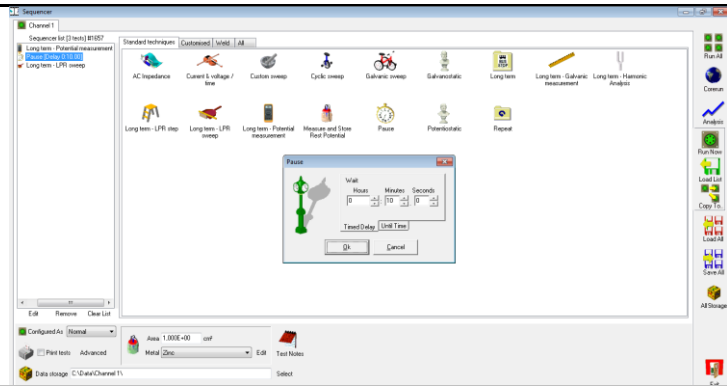 Sequencer
Channel 1
Sequencer list [3 tests] #1657
Long term - Potential measurement
Pause [Delay 0:10.00]
Long term - LPR sweep
Standard techniques Customised Weld All
AC Impedance Current & voltage / time Custom sweep Cyclic sweep Galvanic sweep Galvanostatic Long term Long term - Galvanic measurement Long term - Harmonic Analysis
Long term - LPR step Long term - LPR sweep Long term - Potential measurement Measure and Store Rest Potential Pause Potentiostatic Repeat
Pause
Wait
Hours Minutes Seconds
0 10 0
Timed Delay Until Time
Ok Cancel
Edit Remove Clear List
Configured As Normal
Print tests Advanced
Area 1.000E+00 cm²
Metal Zinc Edit
Test Notes
Data storage C:\Data\Channel 1\ Select
Run All
Corerun
Analysis
Run Now
Load List
Copy To..
Load All
Save All
All Storage
Exit